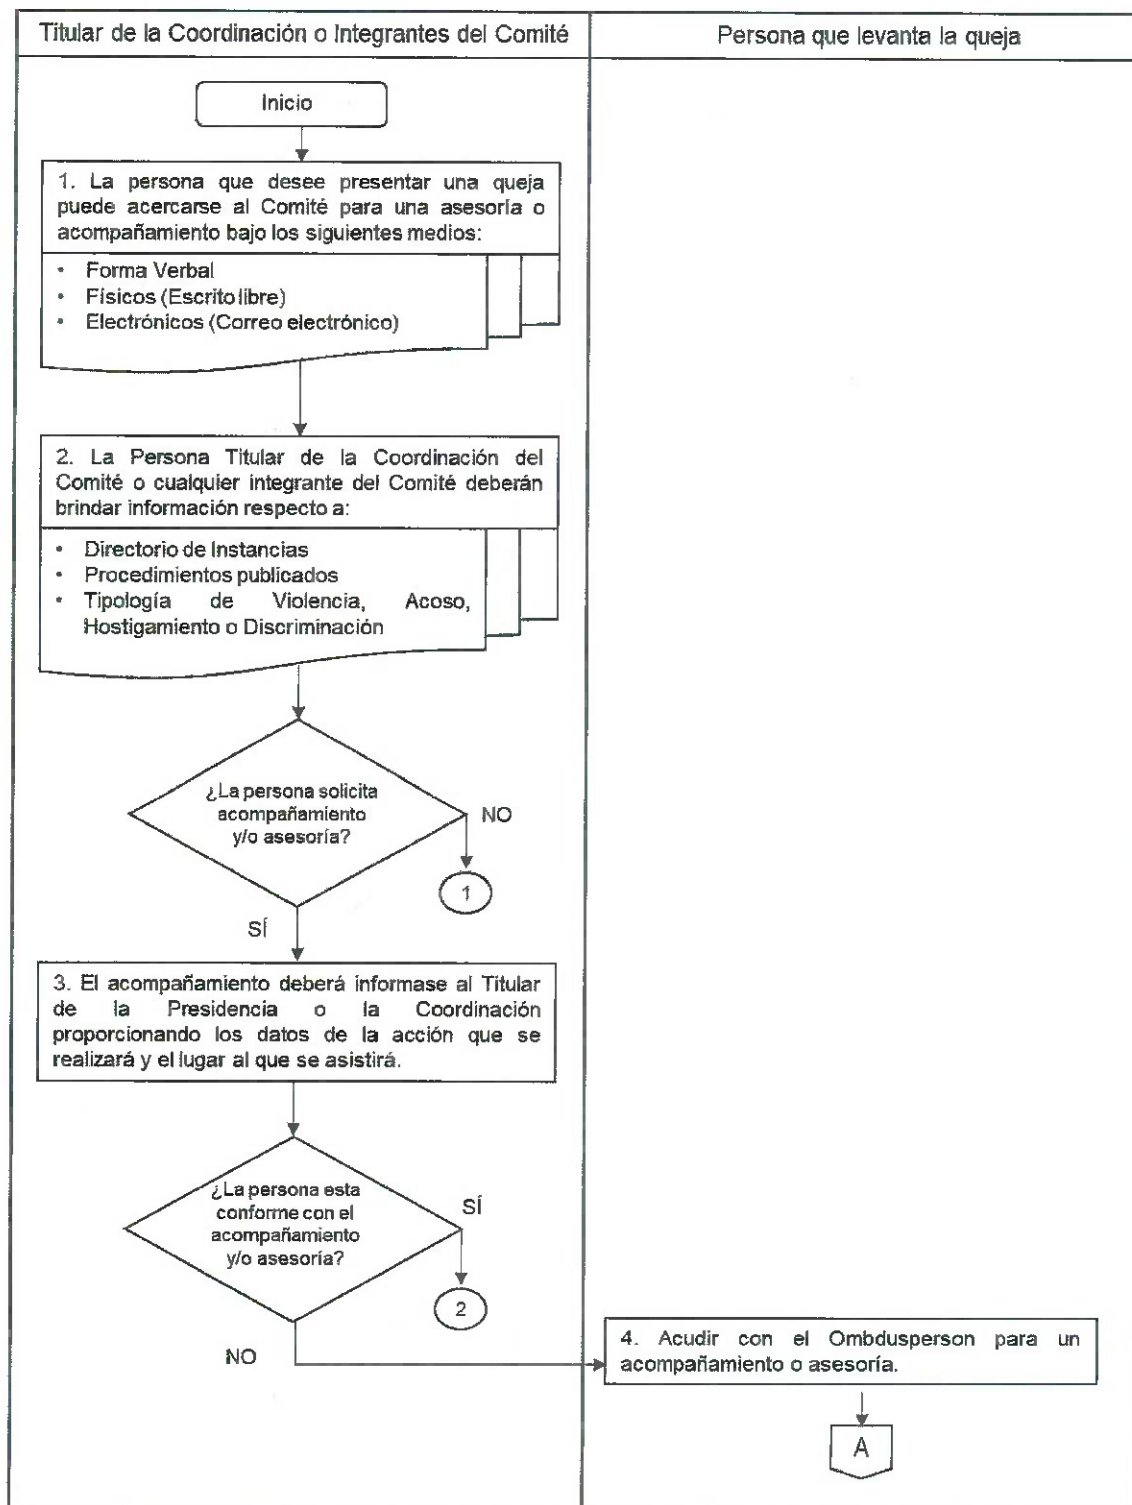 Titular de la Coordinación o Integrantes del Comité
Persona que levanta la queja
Inicio
1. La persona que desee presentar una queja
puede acercarse al Comité para una asesoría o
acompañamiento bajo los siguientes medios:
• Forma Verbal
• Físicos (Escrito libre)
• Electrónicos (Correo electrónico)
2. La Persona Titular de la Coordinación del
Comité o cualquier integrante del Comité deberán
brindar información respecto a:
• Directorio de Instancias
• Procedimientos publicados
• Tipología de Violencia, Acoso,
Hostigamiento o Discriminación
¿La persona solicita
acompañamiento
y/o asesoría?
NO
1
SÍ
3. El acompañamiento deberá informase al Titular
de la Presidencia o la Coordinación
proporcionando los datos de la acción que se
realizará y el lugar al que se asistirá.
¿La persona esta
conforme con el
acompañamiento
y/o asesoría?
SÍ
2
NO
4. Acudir con el Ombdusperson para un
acompañamiento o asesoría.
A